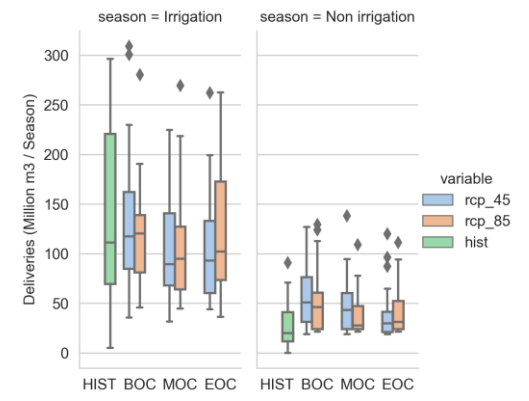 season = Irrigation
season = Non irrigation
Deliveries (Million m3 / Season)
300
250
200
150
100
50
0
HIST BOC MOC EOC
HIST BOC MOC EOC
variable
rcp_45
rcp_85
hist